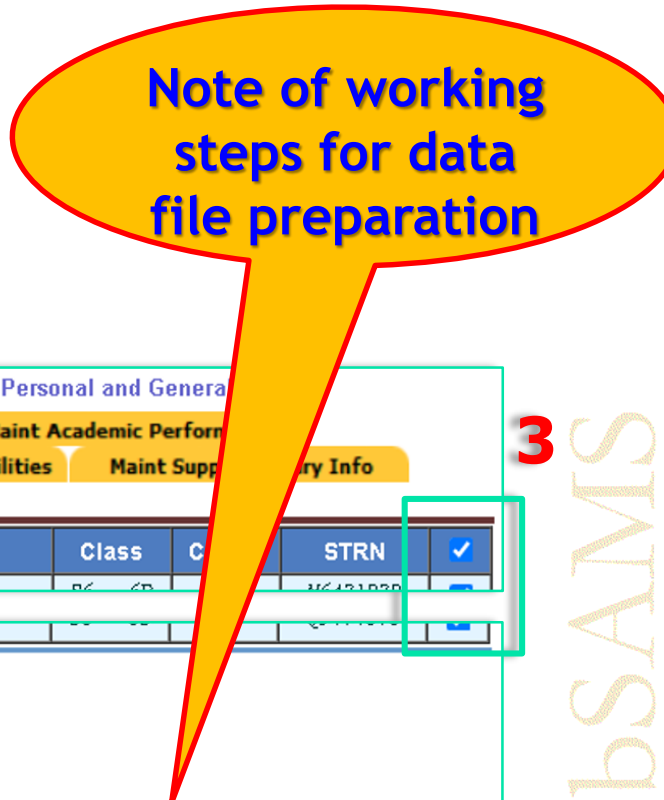 Note of working
steps for data
file preparation
Personal and Genera
aint Academic Perforn
3
ilities Maint Supp ry Info
Class C STRN
bSAMS